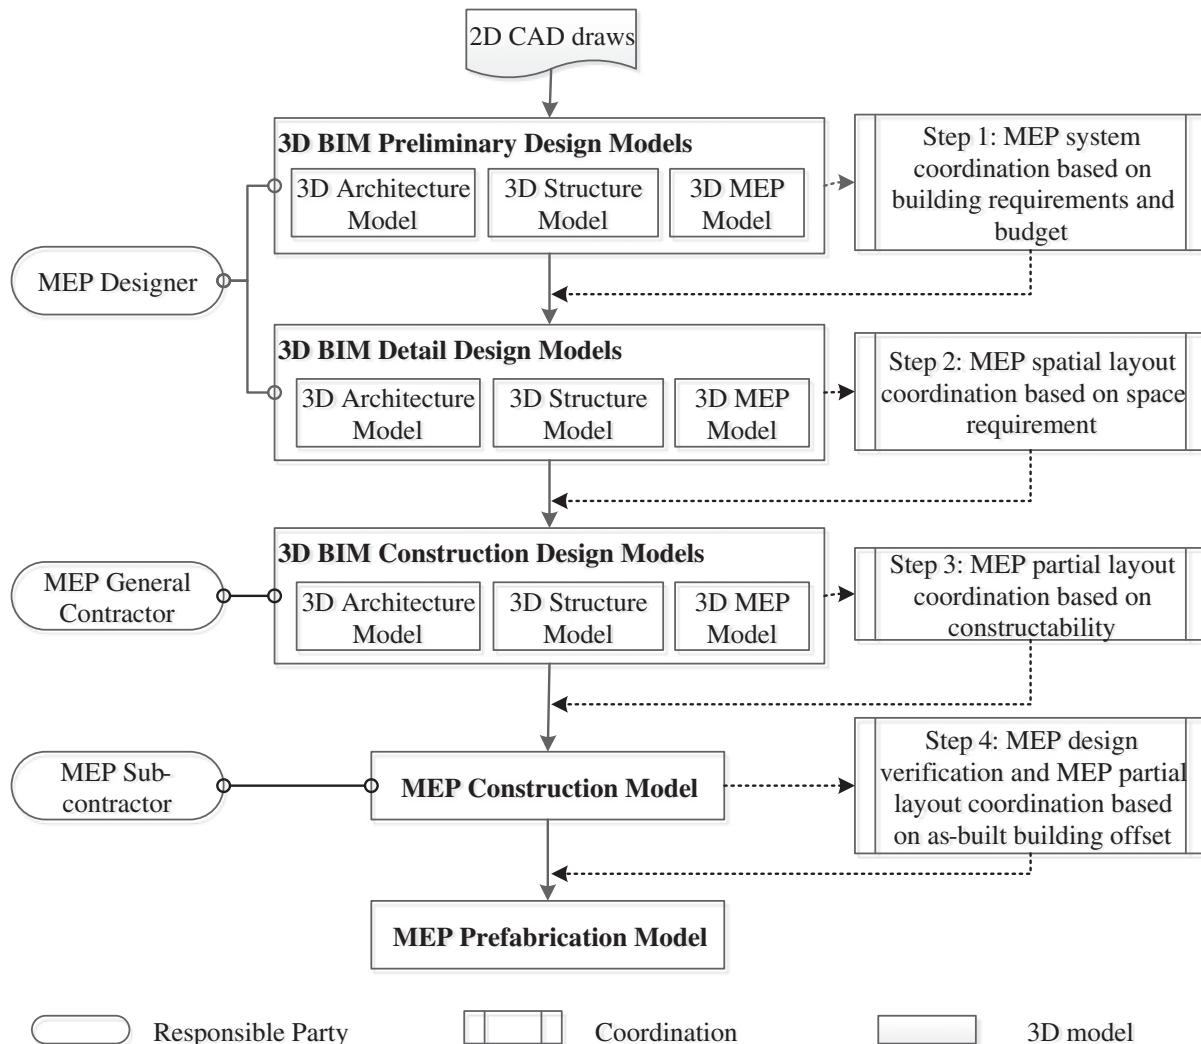 2D CAD draws
3D BIM Preliminary Design Models
3D Architecture
Model
3D Structure
Model
3D MEP
Model
Step 1: MEP system
coordination based on
building requirements and
budget
MEP Designer
3D BIM Detail Design Models
3D Architecture
Model
3D Structure
Model
3D MEP
Model
Step 2: MEP spatial layout
coordination based on space
requirement
MEP General
Contractor
3D BIM Construction Design Models
3D Architecture
Model
3D Structure
Model
3D MEP
Model
Step 3: MEP partial layout
coordination based on
constructability
MEP Sub-
contractor
MEP Construction Model
Step 4: MEP design
verification and MEP partial
layout coordination based
on as-built building offset
MEP Prefabrication Model
Responsible Party
Coordination
3D model